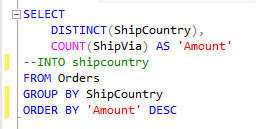 SELECT
DISTINCT(ShipCountry),
COUNT(ShipVia) AS 'Amount'
--INTO shipcountry
FROM Orders
GROUP BY ShipCountry
ORDER BY 'Amount' DESC